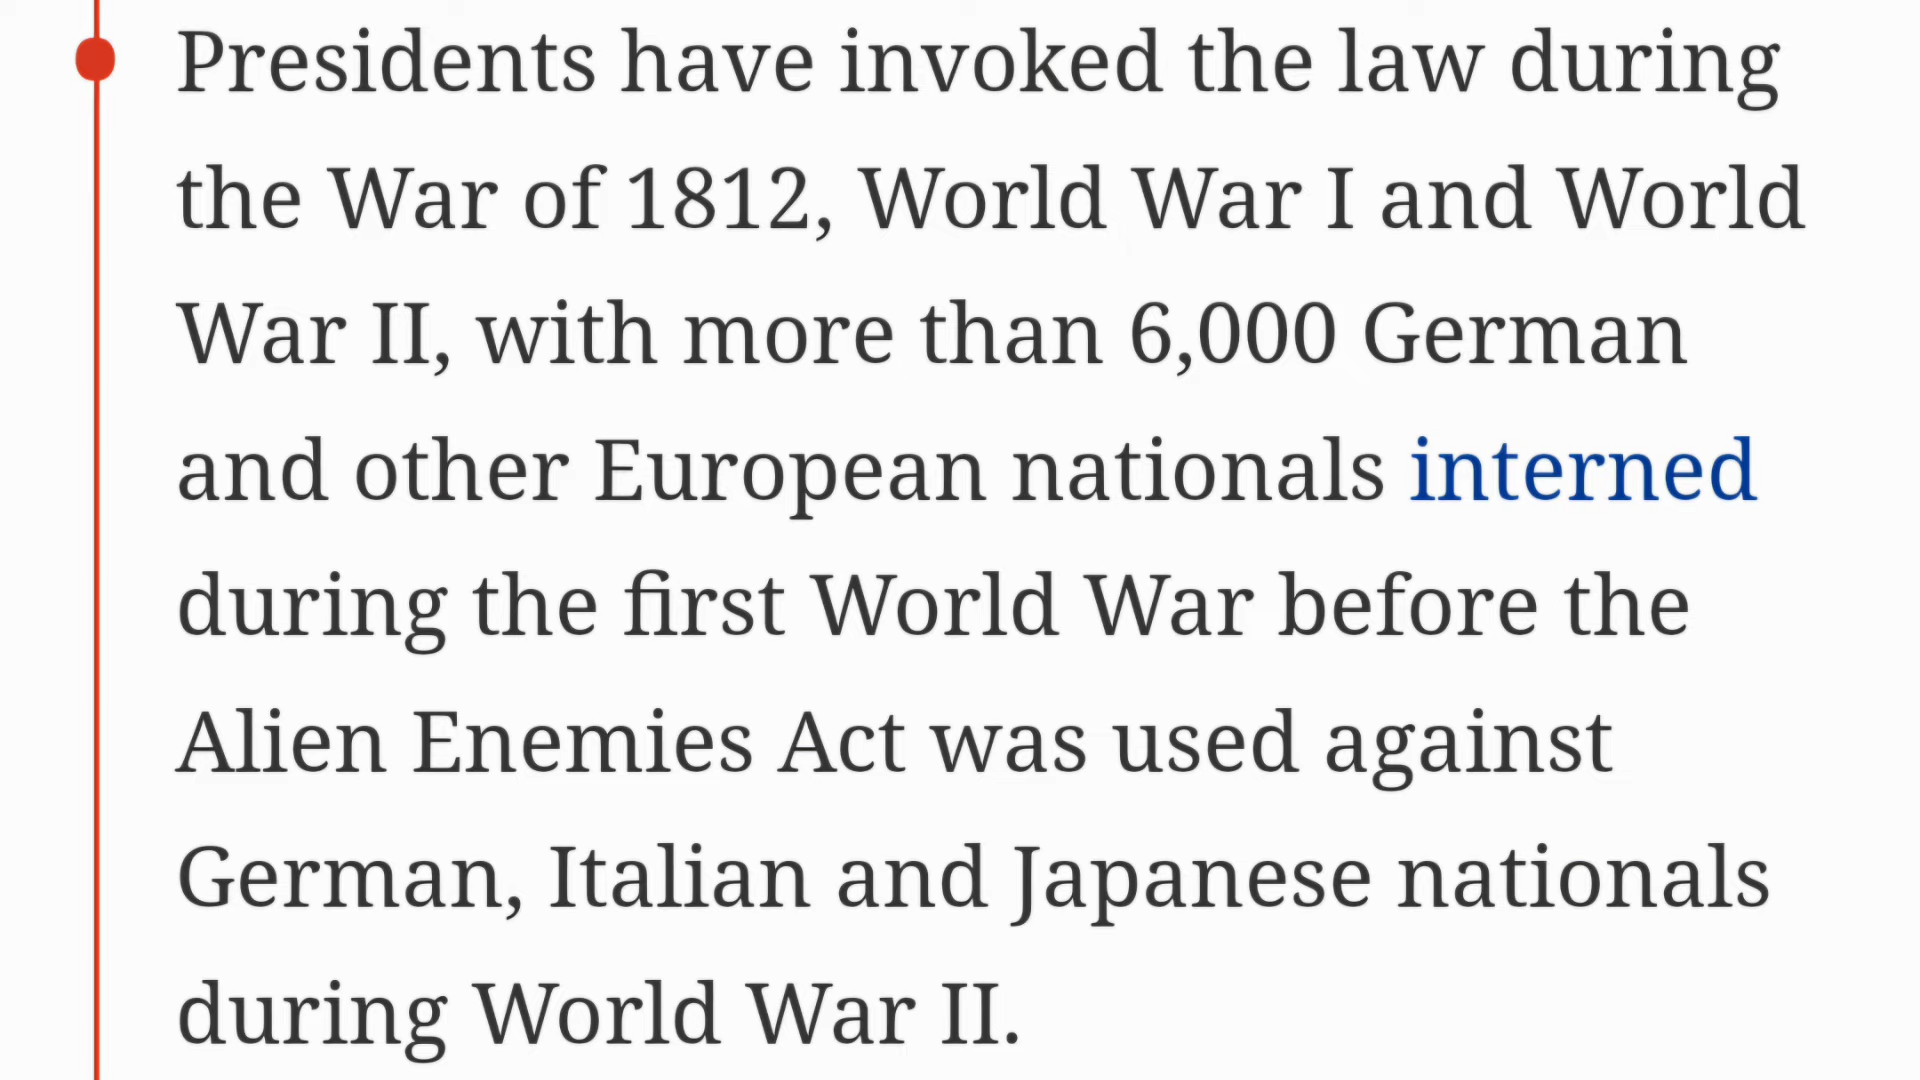 Presidents have invoked the law during
the War of 1812, World War I and World
War II, with more than 6,000 German
and other European nationals interned
during the first World War before the
Alien Enemies Act was used against
German, Italian and Japanese nationals
during World War II.